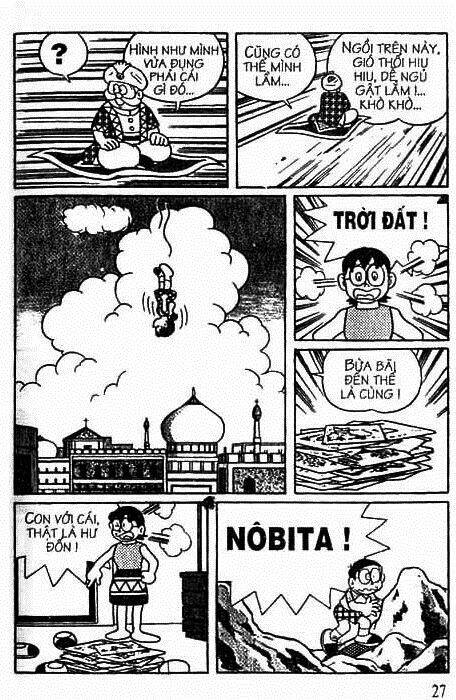 ?
HÌNH NHƯ MÌNH
VỪA ĐỤNG
PHẢI CÁI
GÌ ĐÓ...
CŨNG CÓ
THỂ MÌNH
LẦM...
NGỒI TRÊN NÀY,
GIÓ THỔI HIU
HIU, DỄ NGỦ
GẬT LẮM !...
KHÒ KHÒ...
TRỜI ĐẤT !
BỪA BÃI
ĐẾN THẾ
LÀ CÙNG !
CON VỚI CÁI,
THẬT LÀ HƯ
ĐỐN !
NÔBITA !
27